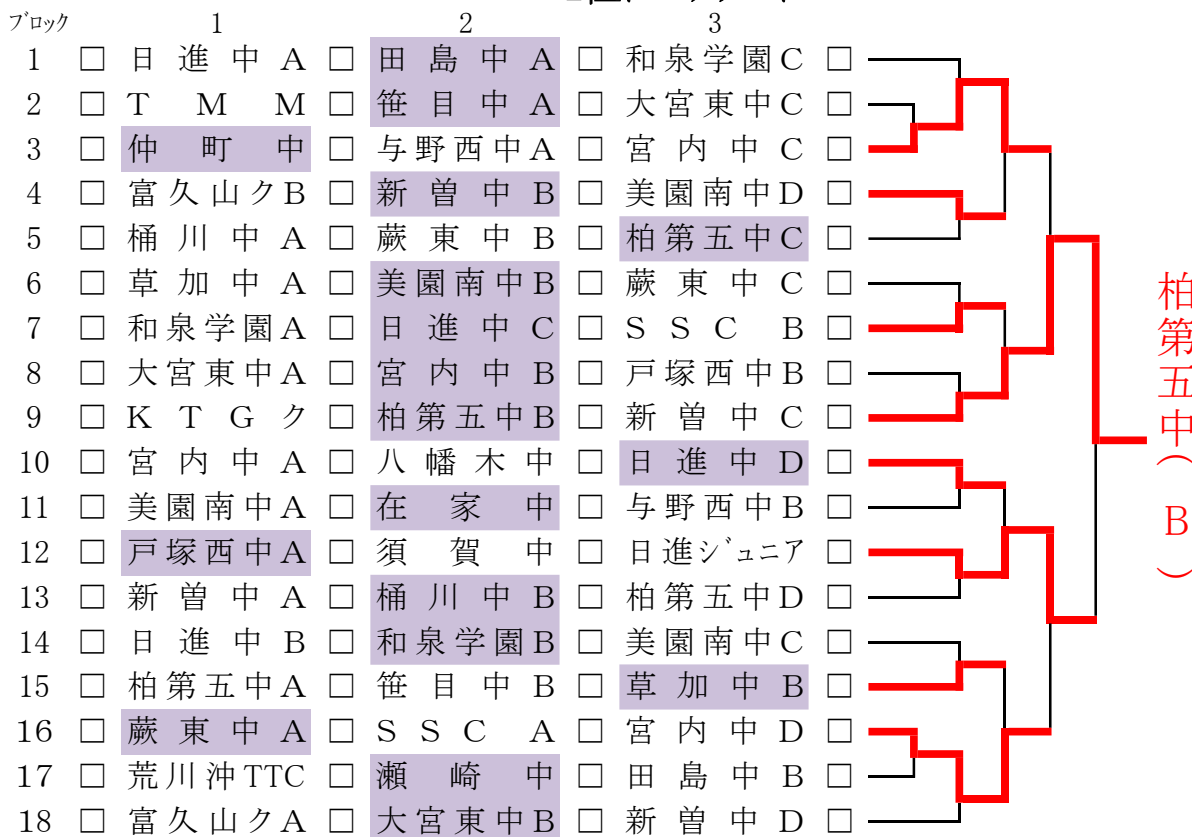 ブロック 1 2 3
1 □ 日進中A □ 田島中A □ 和泉学園C □
2 □ TMM □ 笹目中A □ 大宮東中C □
3 □ 仲町中 □ 与野西中A □ 宮内中C □
4 □ 富久山クB □ 新曽中B □ 美園南中D □
5 □ 桶川中A □ 蕨東中B □ 柏第五中C □
6 □ 草加中A □ 美園南中B □ 蕨東中C □
7 □ 和泉学園A □ 日進中C □ SSC B □
8 □ 大宮東中A □ 宮内中B □ 戸塚西中B □
9 □ KTGク □ 柏第五中B □ 新曽中C □
10 □ 宮内中A □ 八幡木中 □ 日進中D □
11 □ 美園南中A □ 在家中 □ 与野西中B □
12 □ 戸塚西中A □ 須賀中 □ 日進ジュニア □
13 □ 新曽中A □ 桶川中B □ 柏第五中D □
14 □ 日進中B □ 和泉学園B □ 美園南中C □
15 □ 柏第五中A □ 笹目中B □ 草加中B □
16 □ 蕨東中A □ SSC A □ 宮内中D □
17 □ 荒川沖TTC □ 瀬崎中 □ 田島中B □
18 □ 富久山クA □ 大宮東中B □ 新曽中D □
柏第五中(B)